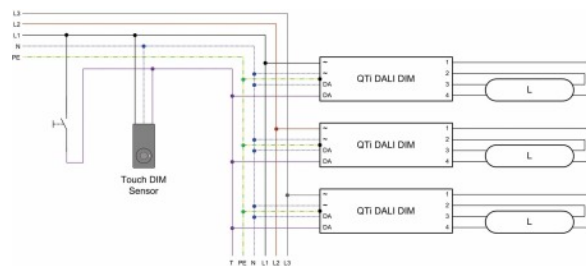 L3
L2
L1
N
PE
~ 1
~ QTi DALI DIM 2
DA 3 L
DA 4
~ 1
~ QTi DALI DIM 2
DA 3 L
DA 4
Touch DIM
Sensor
~ 1
~ QTi DALI DIM 2
DA 3 L
DA 4
T PE N L1 L2 L3